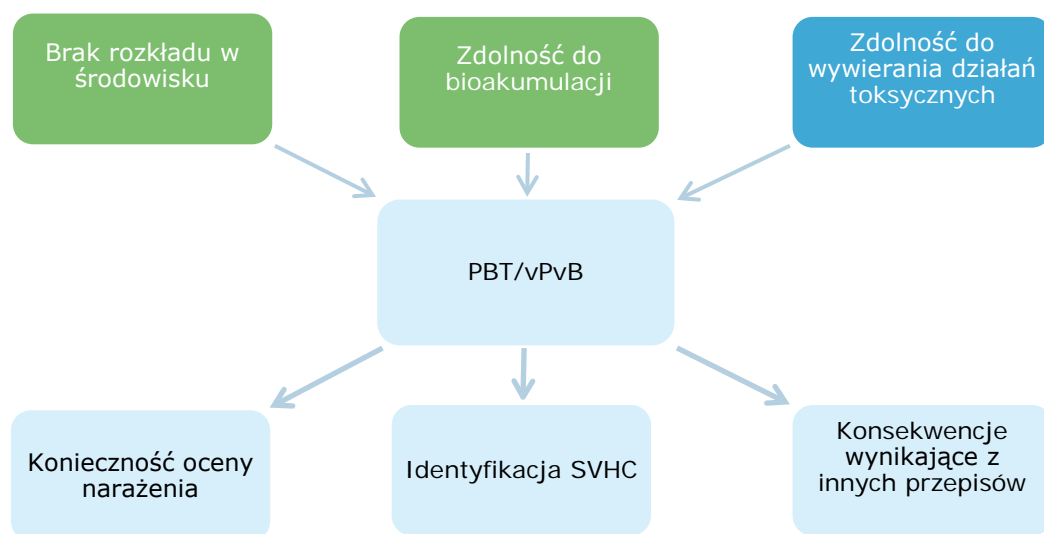 Brak rozkładu w
środowisku
Zdolność do
bioakumulacji
Zdolność do
wywierania działań
toksycznych
PBT/vPvB
Konieczność oceny
narażenia
Identyfikacja SVHC
Konsekwencje
wynikające z
innych przepisów